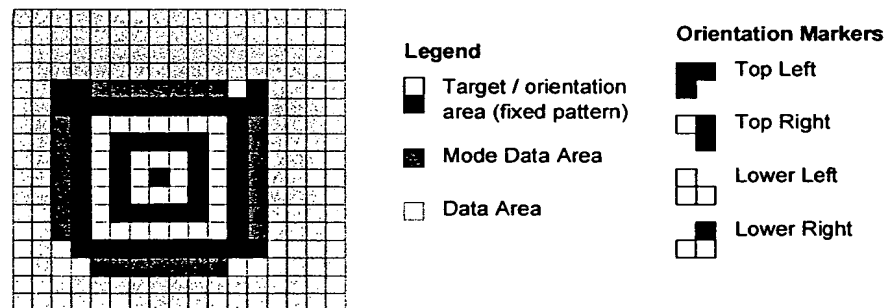 Legend
Target / orientation
area (fixed pattern)
Mode Data Area
Data Area
Orientation Markers
Top Left
Top Right
Lower Left
Lower Right